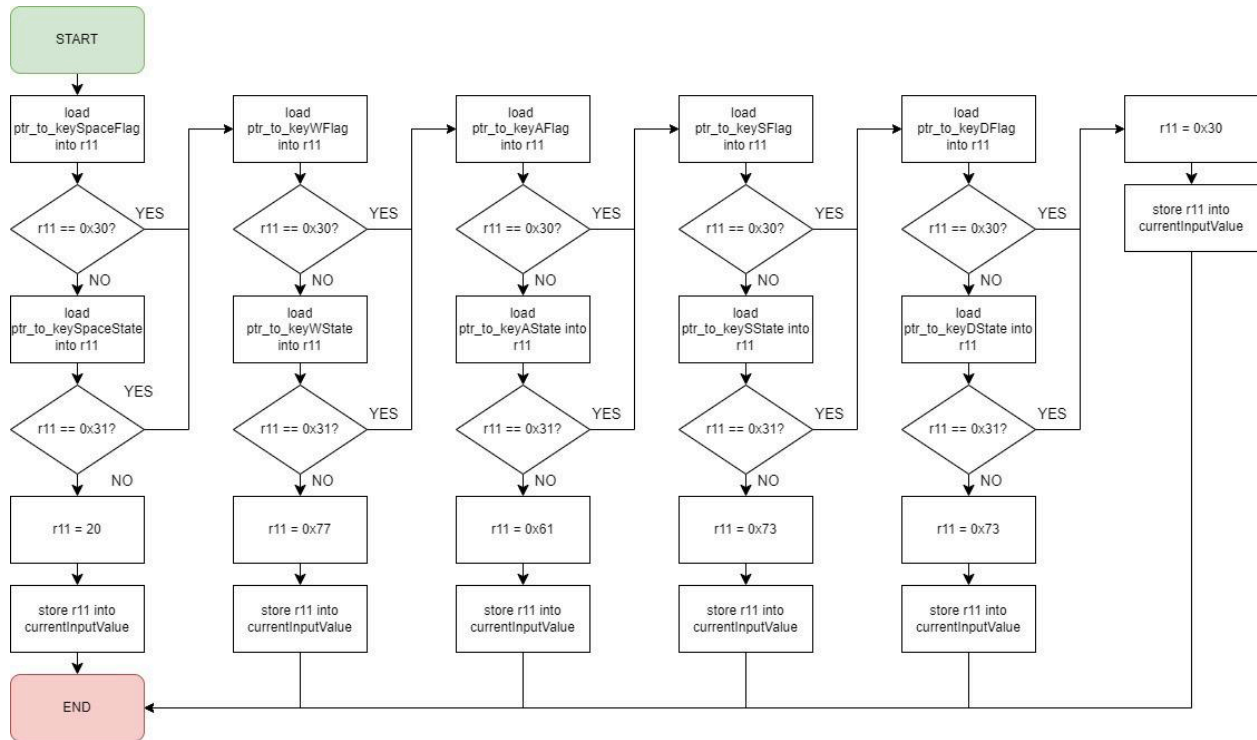 START
load
ptr_to_keySpaceFlag
into r11
r11 == 0x30?
YES
NO
load
ptr_to_keySpaceState
into r11
YES
r11 == 0x31?
NO
r11 = 20
store r11 into
currentInputValue
END
load
ptr_to_keyWFlag
into r11
r11 == 0x30?
YES
NO
load
ptr_to_keyWState
into r11
r11 == 0x31?
YES
NO
r11 = 0x77
store r11 into
currentInputValue
load
ptr_to_keyAFlag
into r11
r11 == 0x30?
YES
NO
load
ptr_to_keyAState into
r11
r11 == 0x31?
YES
NO
r11 = 0x61
store r11 into
currentInputValue
load
ptr_to_keySFlag
into r11
r11 == 0x30?
YES
NO
load
ptr_to_keySState into
r11
r11 == 0x31?
YES
NO
r11 = 0x73
store r11 into
currentInputValue
load
ptr_to_keyDFlag
into r11
r11 == 0x30?
YES
NO
load
ptr_to_keyDState into
r11
r11 == 0x31?
YES
NO
r11 = 0x73
store r11 into
currentInputValue
r11 = 0x30
store r11 into
currentInputValue